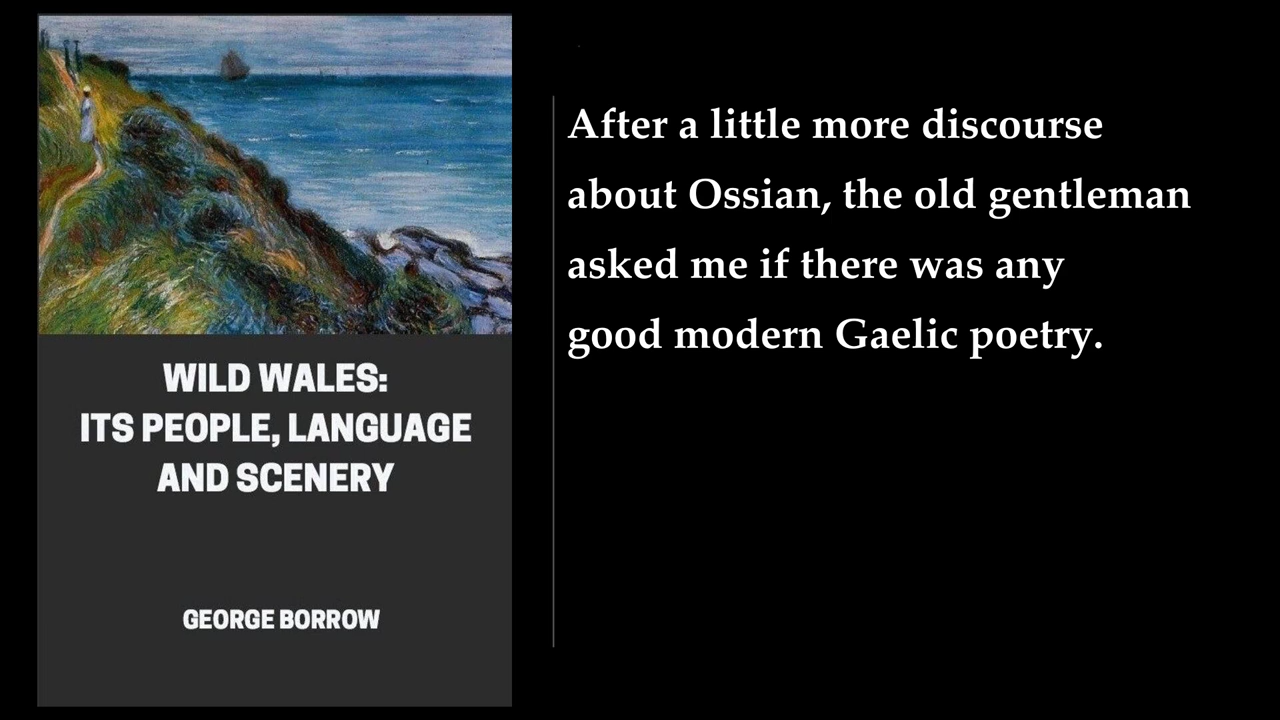 WILD WALES:
ITS PEOPLE, LANGUAGE
AND SCENERY
GEORGE BORROW
After a little more discourse
about Ossian, the old gentleman
asked me if there was any
good modern Gaelic poetry.